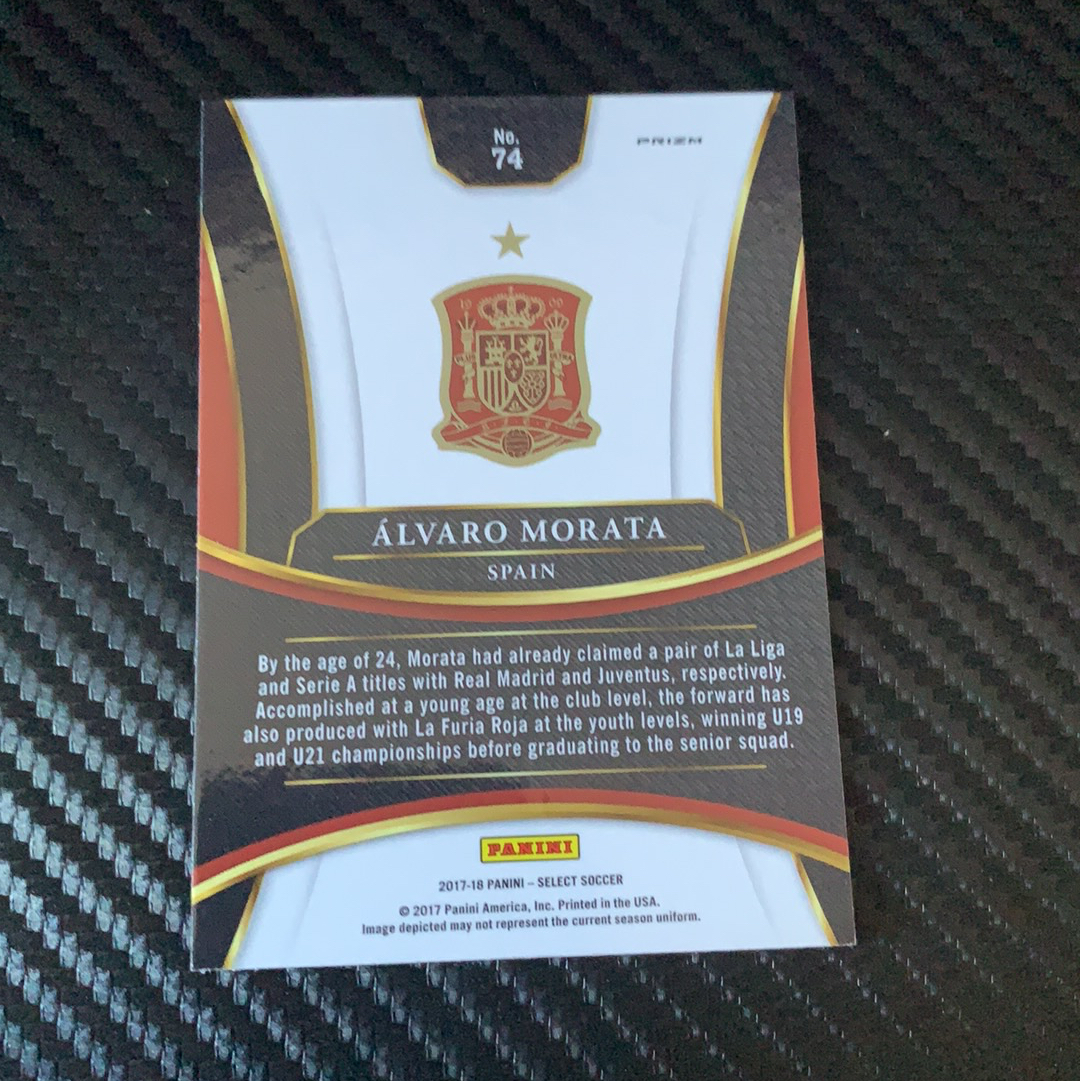 No.
74
PRIZM
ÁLVARO MORATA
SPAIN
By the age of 24, Morata had already claimed a pair of La Liga
and Serie A titles with Real Madrid and Juventus, respectively.
Accomplished at a young age at the club level, the forward has
also produced with La Furia Roja at the youth levels, winning U19
and U21 championships before graduating to the senior squad.
PANINI
2017-18 PANINI – SELECT SOCCER
© 2017 Panini America, Inc. Printed in the USA.
Image depicted may not represent the current season uniform.